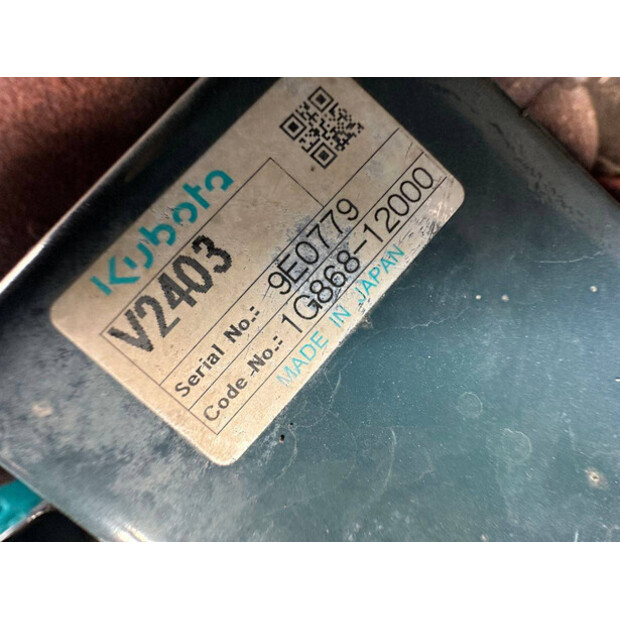 Kubota
V2403
Serial No.: 9E0779
Code No.: 1G868-12000
MADE IN JAPAN